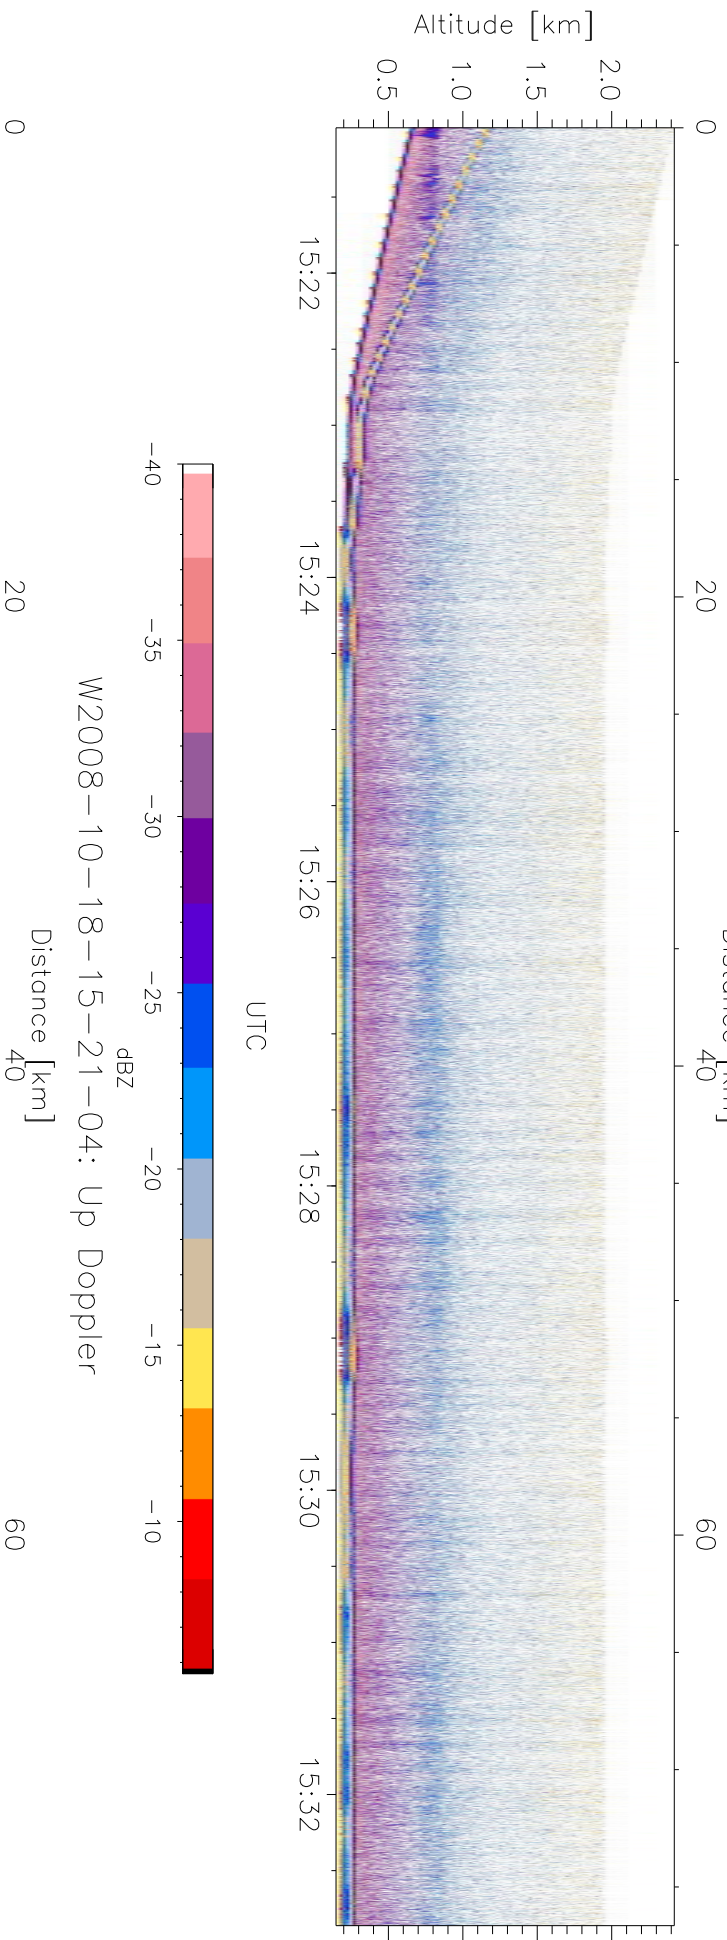 Distance [km]
0 20 40 60
Altitude [km]
2.0
1.5
1.0
0.5
15:22 15:24 15:26 15:28 15:30 15:32
UTC
-40 -35 -30 -25 -20 -15 -10
dBZ
W2008-10-18-15-21-04: Up Doppler
Distance [km]
0 20 40 60